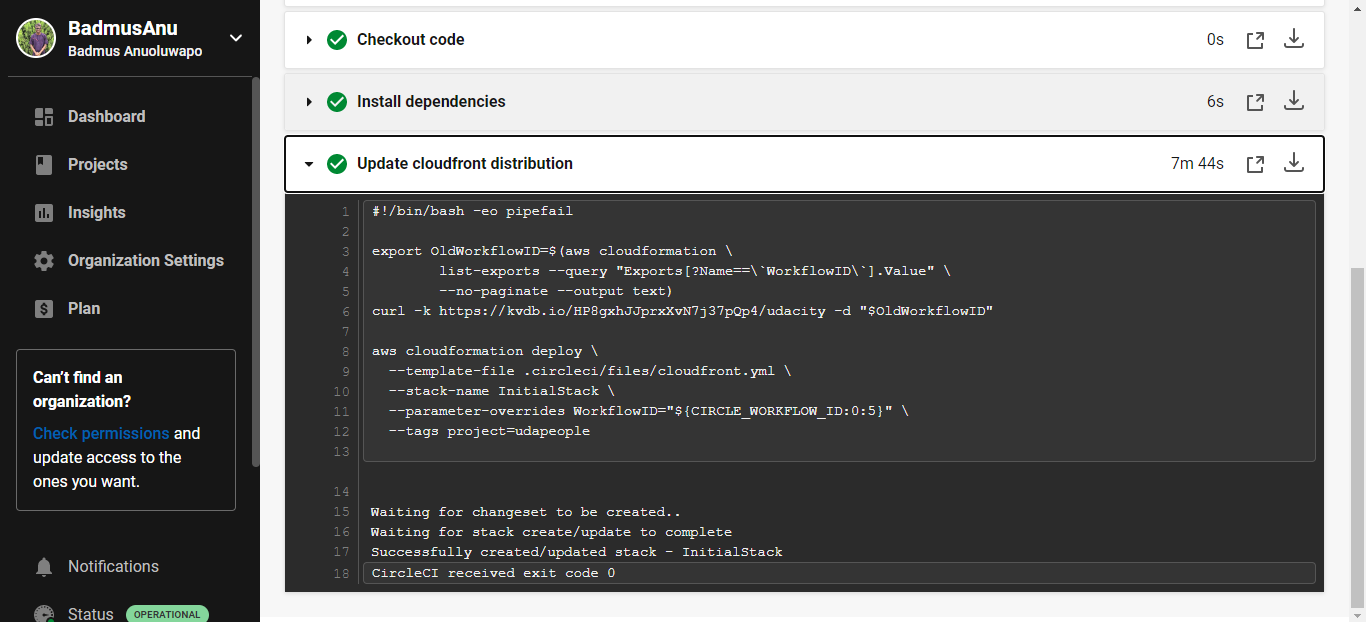 BadmusAnu
Badmus Anuoluwapo
Dashboard
Projects
Insights
Organization Settings
Plan
Can't find an
organization?
Check permissions and
update access to the
ones you want.
Notifications
Status OPERATIONAL
Checkout code 0s
Install dependencies 6s
Update cloudfront distribution 7m 44s
1 #!/bin/bash -eo pipefail
2
3 export OldWorkflowID=$(aws cloudformation \
4 list-exports --query "Exports[?Name==\`WorkflowID\`].Value" \
5 --no-paginate --output text)
6 curl -k https://kvdb.io/HP8gxhJJprxXvN7j37pQp4/udacity -d "$OldWorkflowID"
7
8 aws cloudformation deploy \
9 --template-file .circleci/files/cloudfront.yml \
10 --stack-name InitialStack \
11 --parameter-overrides WorkflowID="${CIRCLE_WORKFLOW_ID:0:5}" \
12 --tags project=udapeople
13
14
15 Waiting for changeset to be created..
16 Waiting for stack create/update to complete
17 Successfully created/updated stack - InitialStack
18 CircleCI received exit code 0